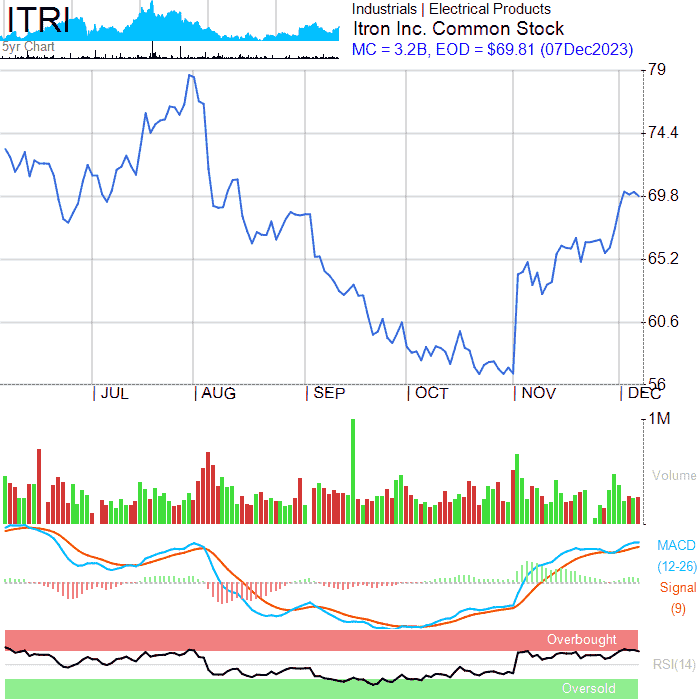 ITRI
5yr Chart
Industrials | Electrical Products
Itron Inc. Common Stock
MC = 3.2B, EOD = $69.81 (07Dec2023)
79
74.4
69.8
65.2
60.6
56
JUL AUG SEP OCT NOV DEC
1M
Volume
MACD
(12-26)
Signal
(9)
Overbought
RSI(14)
Oversold